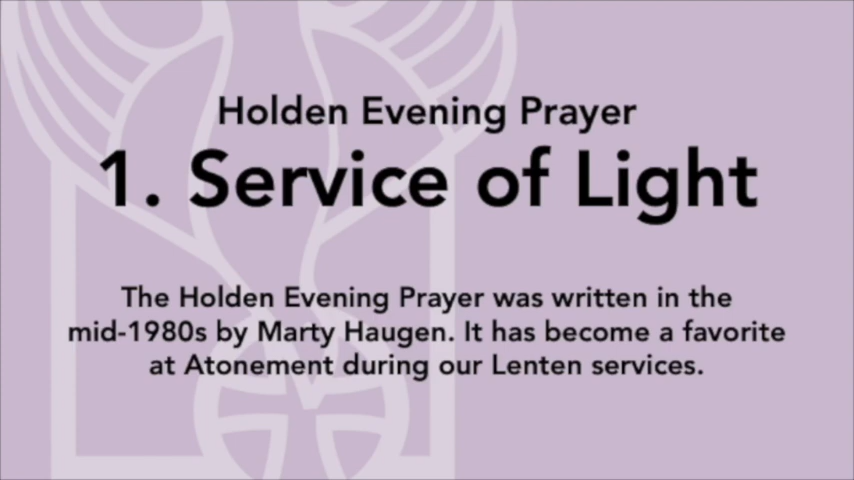 Holden Evening Prayer
1. Service of Light
The Holden Evening Prayer was written in the
mid-1980s by Marty Haugen. It has become a favorite
at Atonement during our Lenten services.